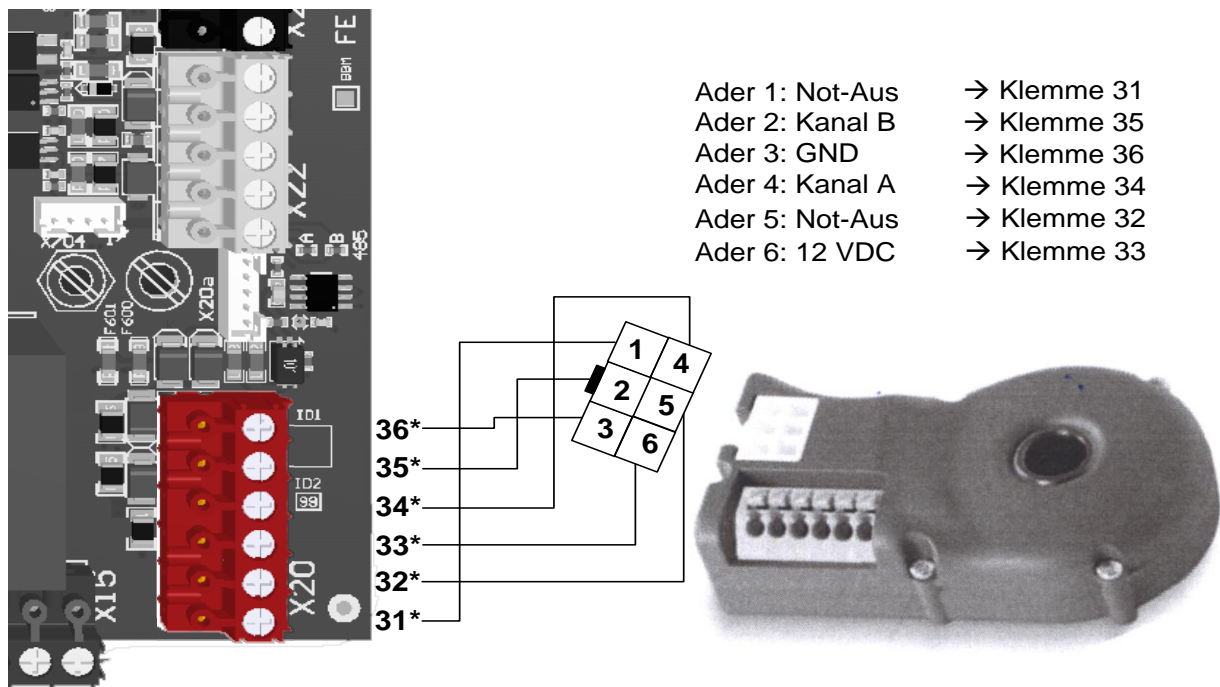 FE
BBM
X22
A
B
485
X20a
F601
F600
ID1
ID2
99
X20
X15
Ader 1: Not-Aus → Klemme 31
Ader 2: Kanal B → Klemme 35
Ader 3: GND → Klemme 36
Ader 4: Kanal A → Klemme 34
Ader 5: Not-Aus → Klemme 32
Ader 6: 12 VDC → Klemme 33
1
4
2
5
3
6
36*
35*
34*
33*
32*
31*